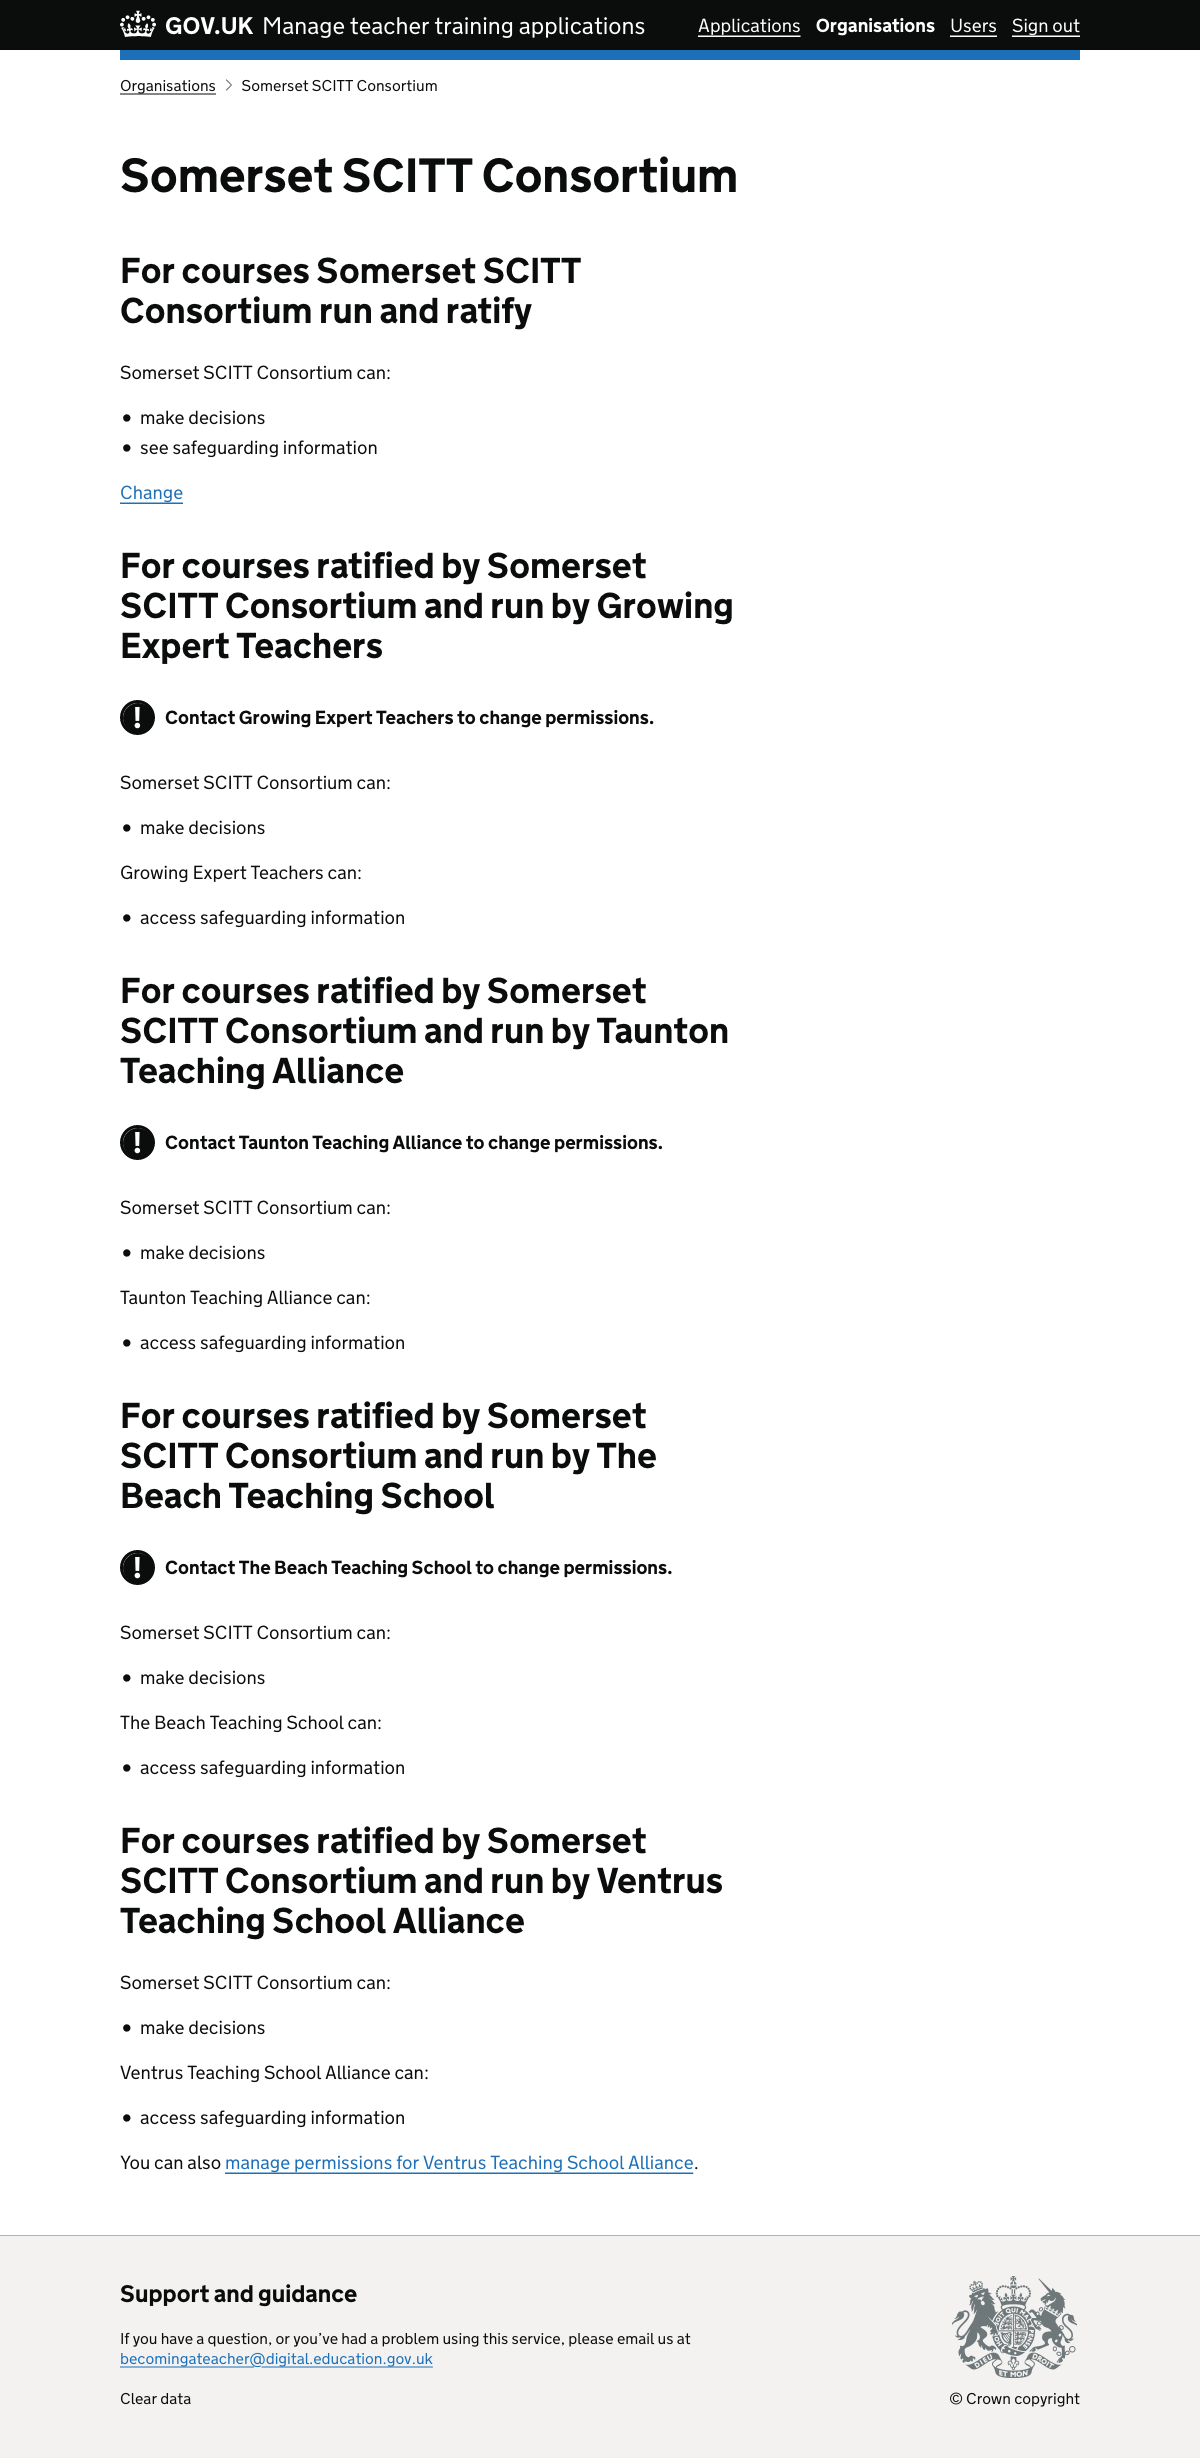 GOV.UK Manage teacher training applications Applications Organisations Users Sign out
Organisations Somerset SCITT Consortium
Somerset SCITT Consortium
For courses Somerset SCITT
Consortium run and ratify
Somerset SCITT Consortium can:
• make decisions
• see safeguarding information
Change
For courses ratified by Somerset
SCITT Consortium and run by Growing
Expert Teachers
! Contact Growing Expert Teachers to change permissions.
Somerset SCITT Consortium can:
• make decisions
Growing Expert Teachers can:
• access safeguarding information
For courses ratified by Somerset
SCITT Consortium and run by Taunton
Teaching Alliance
! Contact Taunton Teaching Alliance to change permissions.
Somerset SCITT Consortium can:
• make decisions
Taunton Teaching Alliance can:
• access safeguarding information
For courses ratified by Somerset
SCITT Consortium and run by The
Beach Teaching School
! Contact The Beach Teaching School to change permissions.
Somerset SCITT Consortium can:
• make decisions
The Beach Teaching School can:
• access safeguarding information
For courses ratified by Somerset
SCITT Consortium and run by Ventrus
Teaching School Alliance
Somerset SCITT Consortium can:
• make decisions
Ventrus Teaching School Alliance can:
• access safeguarding information
You can also manage permissions for Ventrus Teaching School Alliance.
Support and guidance
If you have a question, or you’ve had a problem using this service, please email us at
becomingateacher@digital.education.gov.uk
DIEU ET MON DROIT
Clear data © Crown copyright